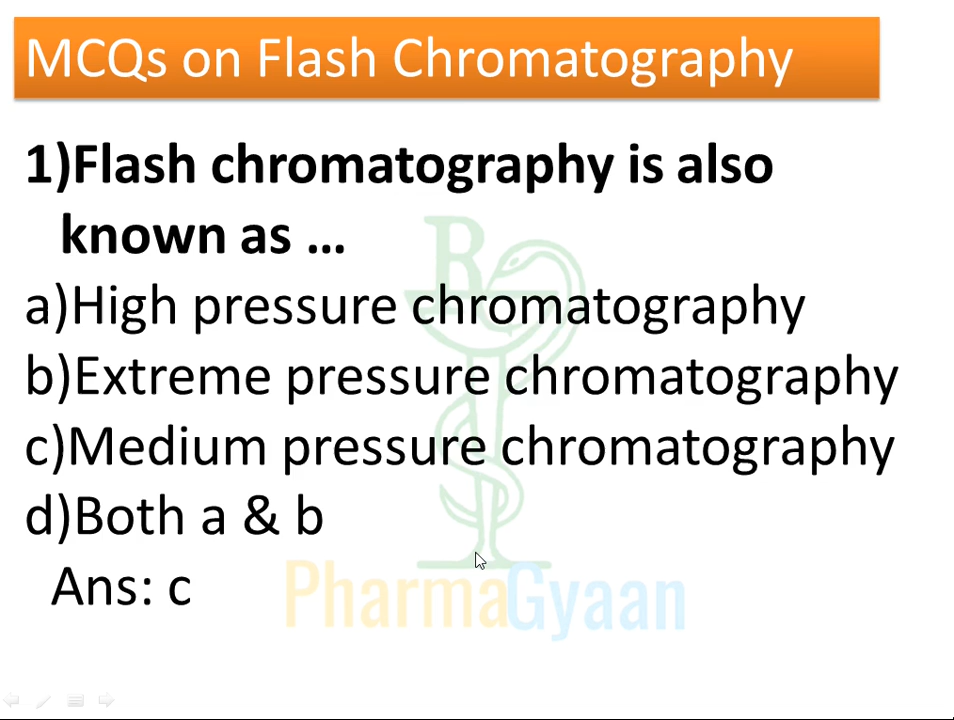 MCQs on Flash Chromatography
1)Flash chromatography is also
known as ...
a)High pressure chromatography
b)Extreme pressure chromatography
c)Medium pressure chromatography
d)Both a & b
Ans: c
PharmaGyaan